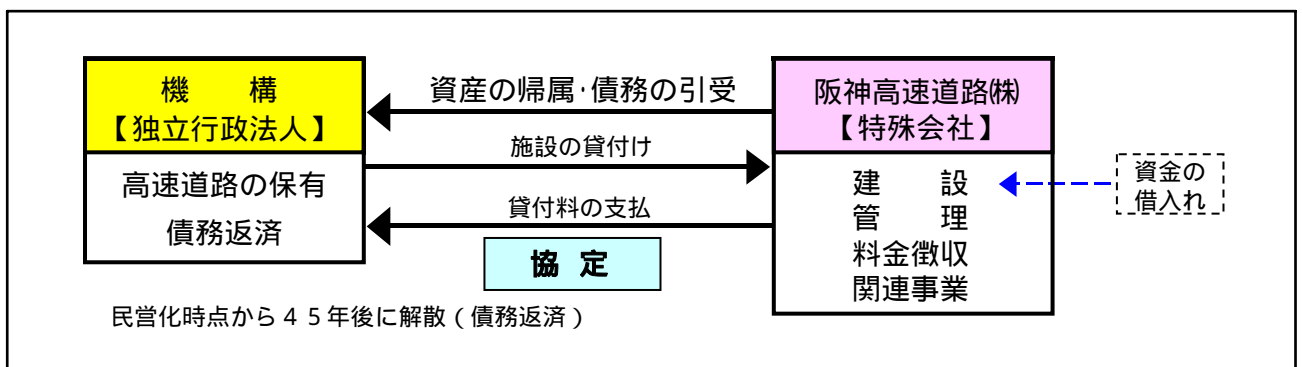 機　　構
【独立行政法人】
高速道路の保有
債務返済
資産の帰属･債務の引受
施設の貸付け
貸付料の支払
協 定
阪神高速道路㈱
【特殊会社】
建　　設
管　　理
料金徴収
関連事業
資金の
借入れ
民営化時点から４５年後に解散（債務返済）